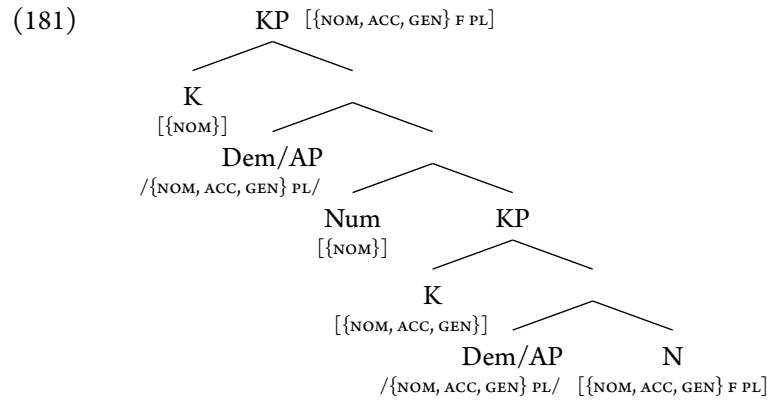 (181)
KP [{NOM, ACC, GEN} F PL]
K
[{NOM}]
Dem/AP
/{NOM, ACC, GEN} PL/
Num KP
[{NOM}]
K
[{NOM, ACC, GEN}]
Dem/AP N
/{NOM, ACC, GEN} PL/ [{NOM, ACC, GEN} F PL]